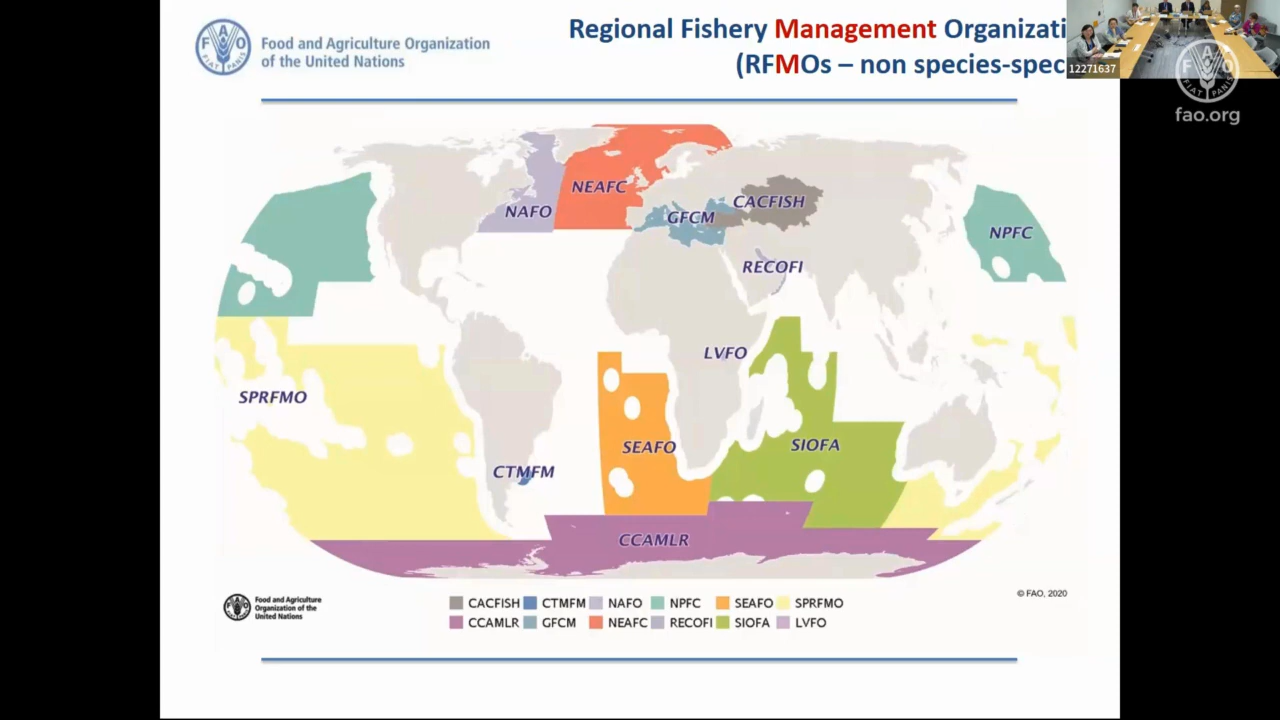 Food and Agriculture Organization
of the United Nations
Regional Fishery Management Organizati
(RFMOs – non species-spec
12271637
fao.org
NEAFC
NAFO
GFCM
CACFISH
NPFC
RECOFI
LVFO
SPRFMO
SEAFO
SIOFA
CTMFM
CCAMLR
Food and Agriculture
Organization of the
United Nations
© FAO, 2020
CACFISH CTMFM NAFO NPFC SEAFO SPRFMO
CCAMLR GFCM NEAFC RECOFI SIOFA LVFO